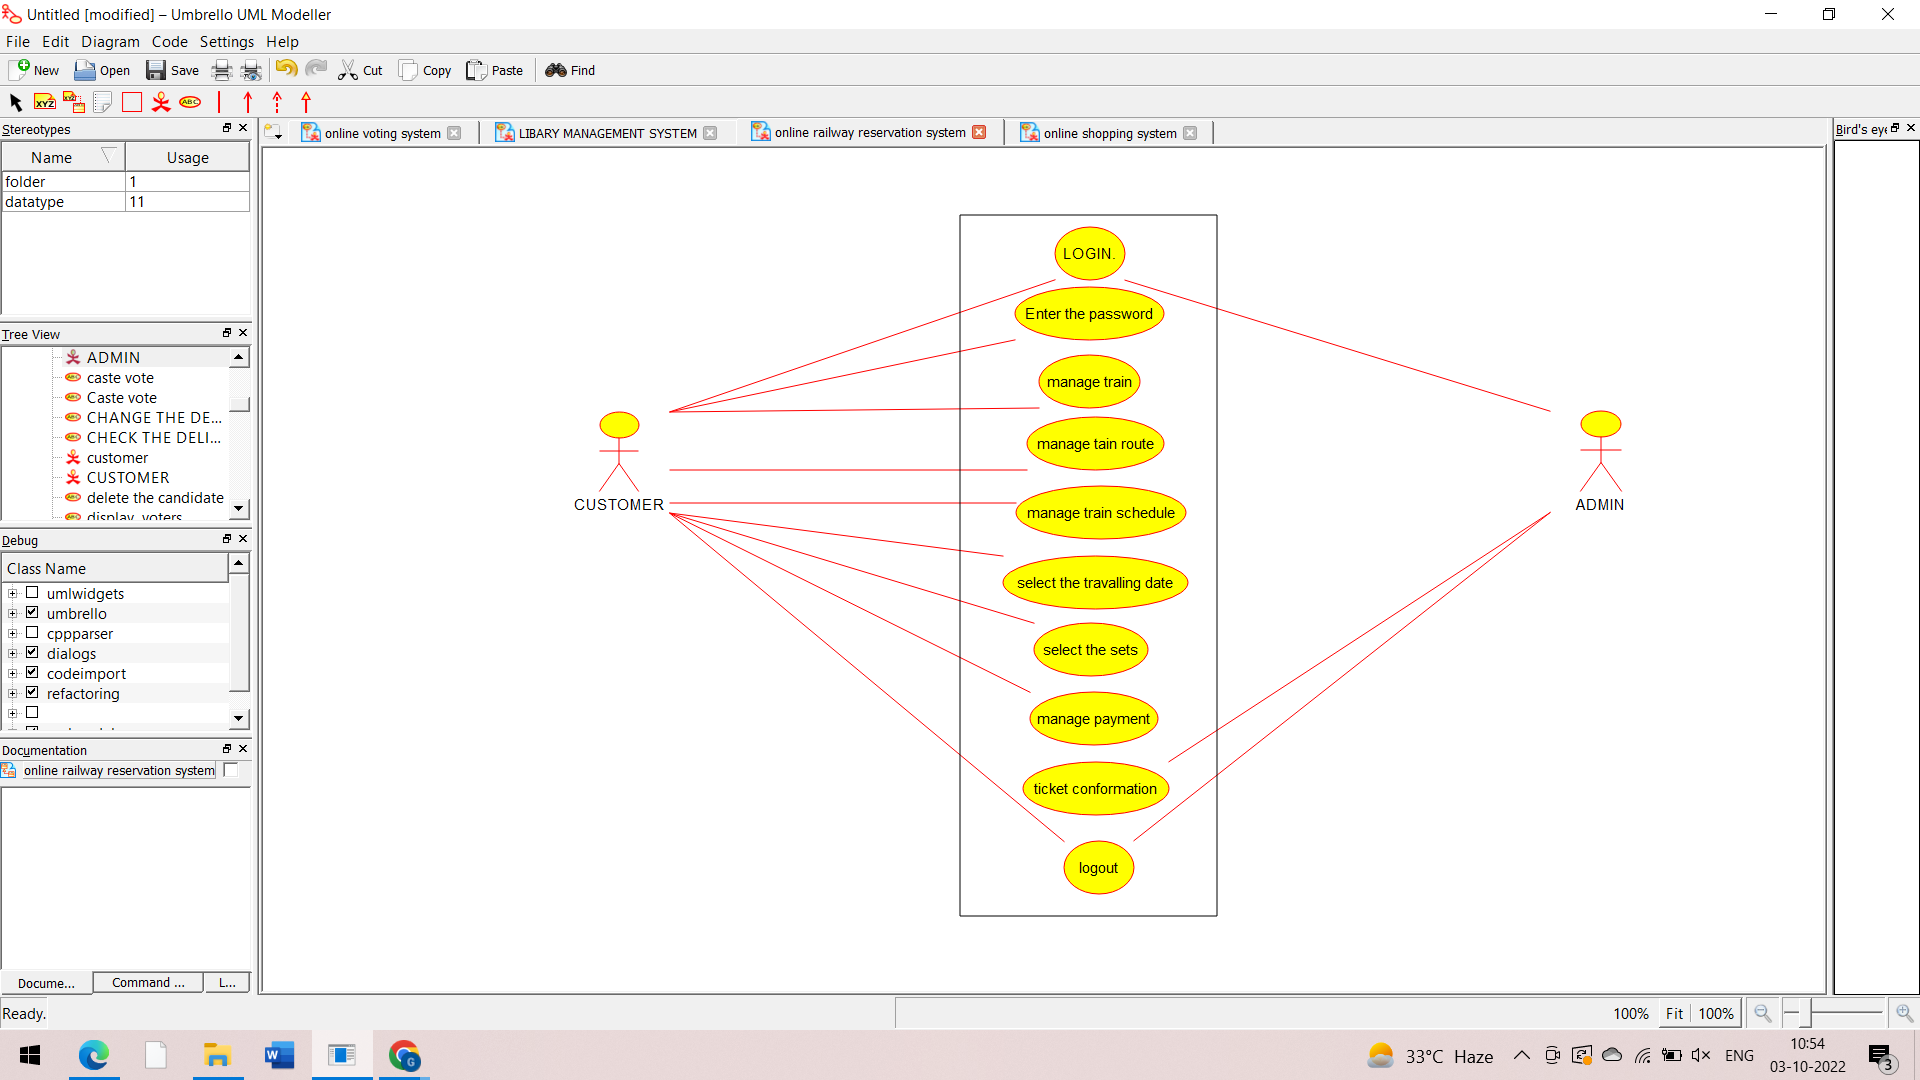 Untitled [modified] – Umbrello UML Modeller
File Edit Diagram Code Settings Help
New Open Save Cut Copy Paste Find
XYZ XYZ ABC
Stereotypes
Name Usage
folder 1
datatype 11
Tree View
ADMIN
caste vote
Caste vote
CHANGE THE DE...
CHECK THE DELI...
customer
CUSTOMER
delete the candidate
display voters
Debug
Class Name
umlwidgets
umbrello
cppparser
dialogs
codeimport
refactoring
Documentation
online railway reservation system
Docume... Command ... L...
online voting system LIBARY MANAGEMENT SYSTEM online railway reservation system online shopping system
Bird's eye
LOGIN.
Enter the password
manage train
manage tain route
manage train schedule
select the travalling date
select the sets
manage payment
ticket conformation
logout
CUSTOMER
ADMIN
Ready.
100% Fit 100%
33°C Haze ENG
10:54
03-10-2022
3